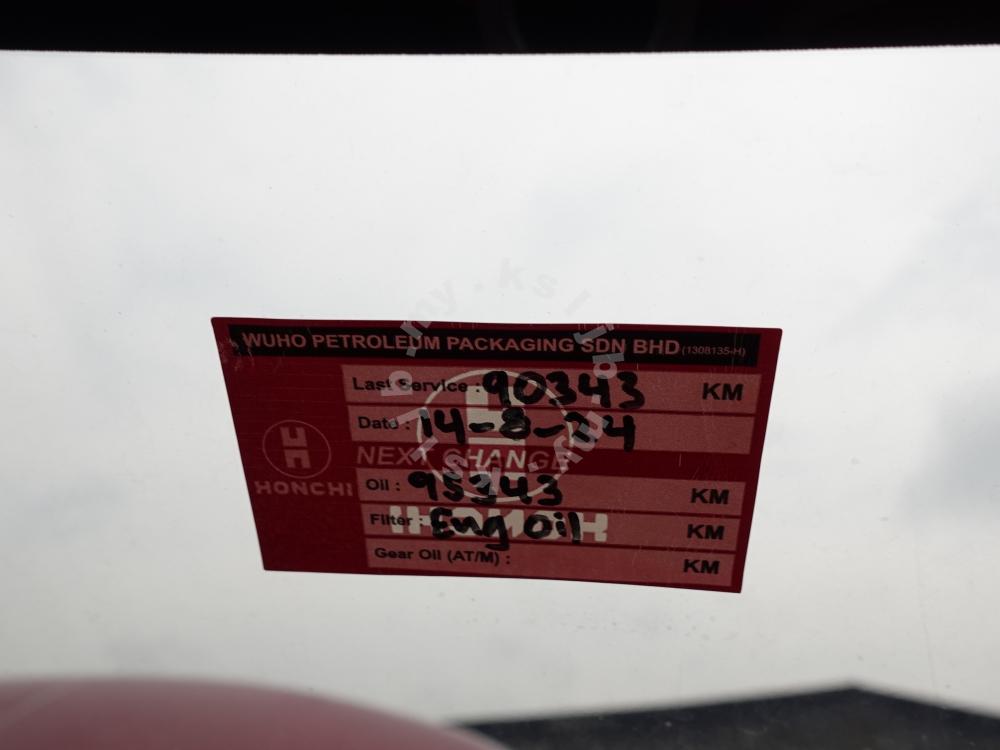 WUHO PETROLEUM PACKAGING SDN BHD (1308135-H)
Last Service : 90343 KM
Date : 14-8-24
NEXT CHANGE
HONCHI
Oil : 95343 KM
Filter : Eng Oil KM
Gear Oil (AT/M) : KM